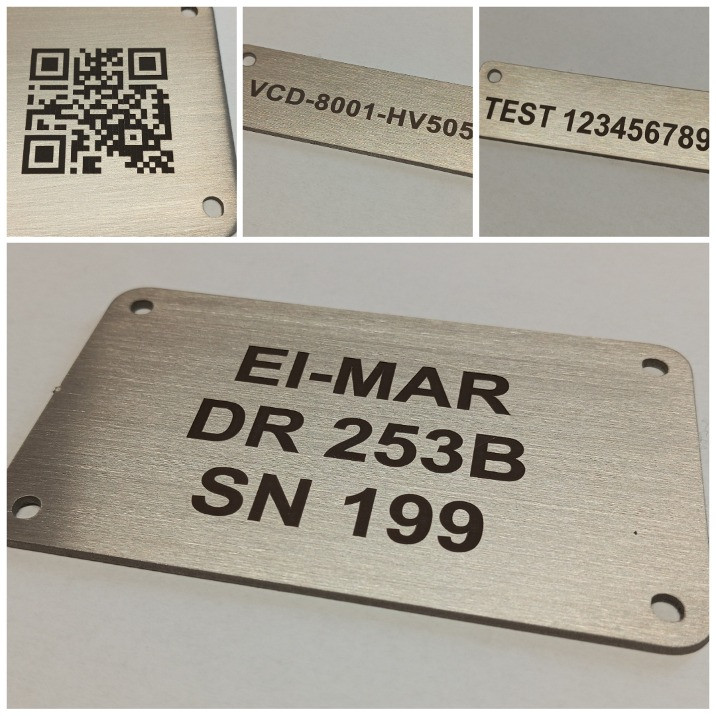 VCD-8001-HV505
TEST 123456789
EI-MAR
DR 253B
SN 199